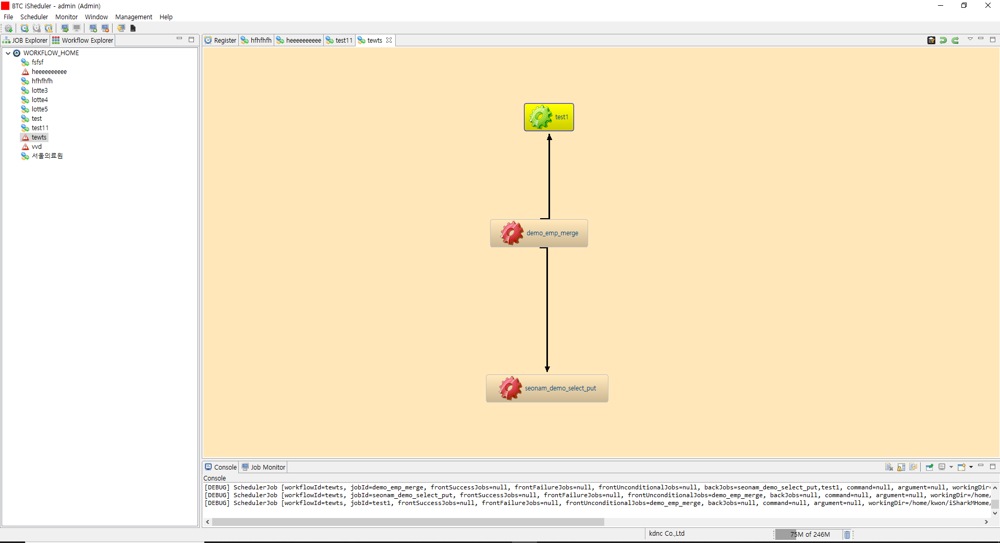 BTC iSheduler - admin (Admin)
File Scheduler Monitor Window Management Help
JOB Explorer Workflow Explorer
WORKFLOW_HOME
fsfsf
heeeeeeeeee
hfhfhfh
lotte3
lotte4
lotte5
test
test11
tewts
vvd
서울의료원
Register hfhfhfh heeeeeeeeee test11 tewts
test1
demo_emp_merge
seonam_demo_select_put
Console Job Monitor
Console
[DEBUG] SchedulerJob [workflowId=tewts, jobId=demo_emp_merge, frontSuccessJobs=null, frontFailureJobs=null, frontUnconditionalJobs=null, backJobs=seonam_demo_select_put,test1, command=null, argument=null, workingDir=
[DEBUG] SchedulerJob [workflowId=tewts, jobId=seonam_demo_select_put, frontSuccessJobs=null, frontFailureJobs=null, frontUnconditionalJobs=demo_emp_merge, backJobs=null, command=null, argument=null, workingDir=/home/
[DEBUG] SchedulerJob [workflowId=tewts, jobId=test1, frontSuccessJobs=null, frontFailureJobs=null, frontUnconditionalJobs=demo_emp_merge, backJobs=null, command=null, argument=null, workingDir=/home/kwon/iSharkMHome/
kdnc Co.,Ltd
75M of 246M